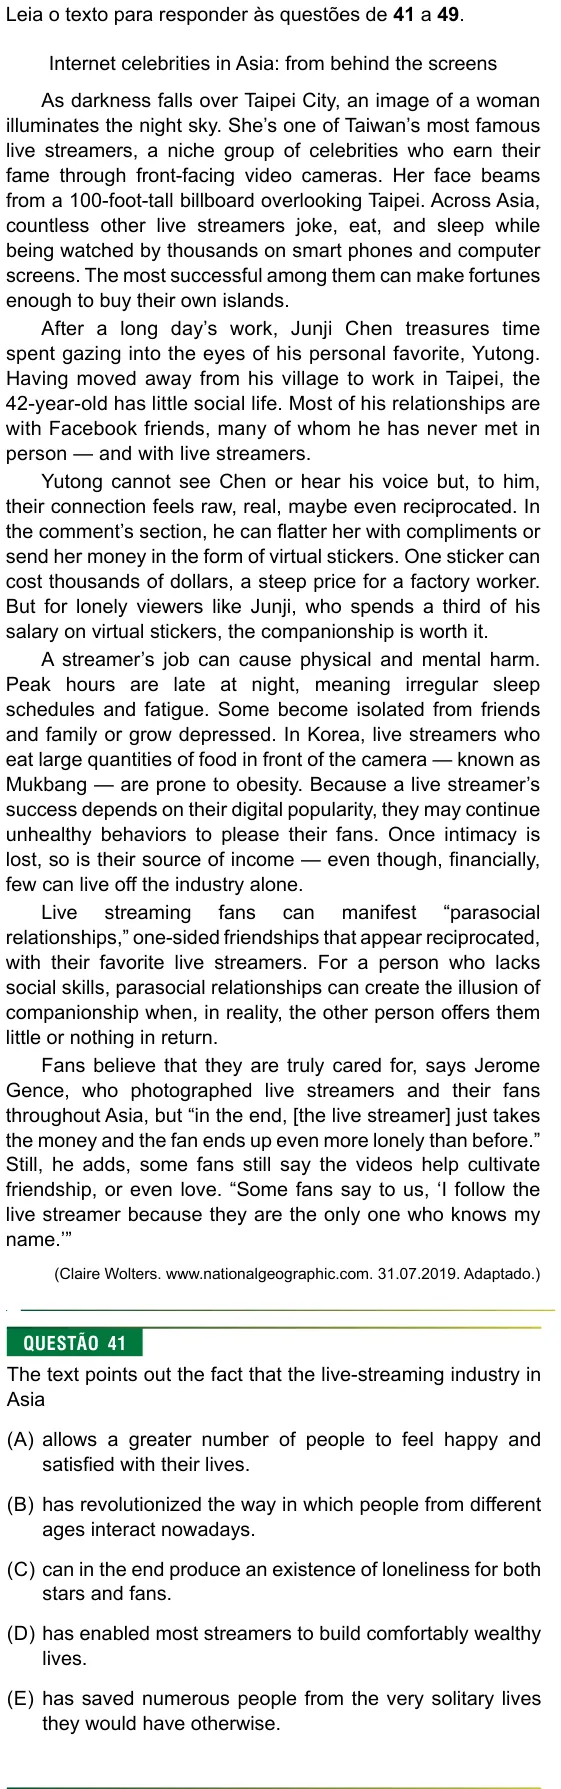 Leia o texto para responder às questões de 41 a 49.
Internet celebrities in Asia: from behind the screens
As darkness falls over Taipei City, an image of a woman
illuminates the night sky. She's one of Taiwan's most famous
live streamers, a niche group of celebrities who earn their
fame through front-facing video cameras. Her face beams
from a 100-foot-tall billboard overlooking Taipei. Across Asia,
countless other live streamers joke, eat, and sleep while
being watched by thousands on smart phones and computer
screens. The most successful among them can make fortunes
enough to buy their own islands.
After a long day's work, Junji Chen treasures time
spent gazing into the eyes of his personal favorite, Yutong.
Having moved away from his village to work in Taipei, the
42-year-old has little social life. Most of his relationships are
with Facebook friends, many of whom he has never met in
person — and with live streamers.
Yutong cannot see Chen or hear his voice but, to him,
their connection feels raw, real, maybe even reciprocated. In
the comment's section, he can flatter her with compliments or
send her money in the form of virtual stickers. One sticker can
cost thousands of dollars, a steep price for a factory worker.
But for lonely viewers like Junji, who spends a third of his
salary on virtual stickers, the companionship is worth it.
A streamer's job can cause physical and mental harm.
Peak hours are late at night, meaning irregular sleep
schedules and fatigue. Some become isolated from friends
and family or grow depressed. In Korea, live streamers who
eat large quantities of food in front of the camera — known as
Mukbang — are prone to obesity. Because a live streamer's
success depends on their digital popularity, they may continue
unhealthy behaviors to please their fans. Once intimacy is
lost, so is their source of income — even though, financially,
few can live off the industry alone.
Live streaming fans can manifest “parasocial
relationships,” one-sided friendships that appear reciprocated,
with their favorite live streamers. For a person who lacks
social skills, parasocial relationships can create the illusion of
companionship when, in reality, the other person offers them
little or nothing in return.
Fans believe that they are truly cared for, says Jerome
Gence, who photographed live streamers and their fans
throughout Asia, but “in the end, [the live streamer] just takes
the money and the fan ends up even more lonely than before.”
Still, he adds, some fans still say the videos help cultivate
friendship, or even love. “Some fans say to us, ‘I follow the
live streamer because they are the only one who knows my
name.’”
(Claire Wolters. www.nationalgeographic.com. 31.07.2019. Adaptado.)
QUESTÃO 41
The text points out the fact that the live-streaming industry in
Asia
(A) allows a greater number of people to feel happy and
satisfied with their lives.
(B) has revolutionized the way in which people from different
ages interact nowadays.
(C) can in the end produce an existence of loneliness for both
stars and fans.
(D) has enabled most streamers to build comfortably wealthy
lives.
(E) has saved numerous people from the very solitary lives
they would have otherwise.